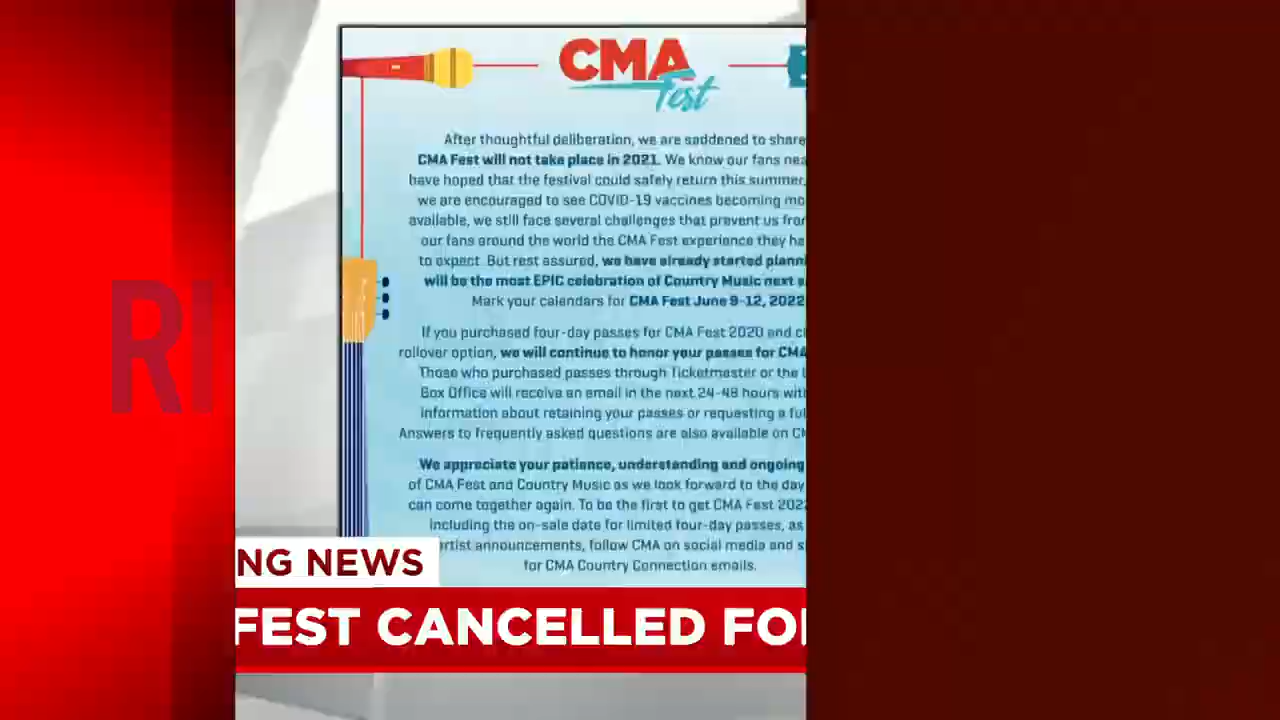 CMA
Fest
After thoughtful deliberation, we are saddened to share
CMA Fest will not take place in 2021. We know our fans
have hoped that the festival could safely return this summer,
we are encouraged to see COVID-19 vaccines becoming
available, we still face several challenges that prevent us
our fans around the world the CMA Fest experience they
to expect. But rest assured, we have already started
will be the most EPIC celebration of Country Music next
Mark your calendars for CMA Fest June 9-12, 2022
If you purchased four-day passes for CMA Fest 2020 and
rollover option, we will continue to honor your passes for CMA
Those who purchased passes through Ticketmaster or the
Box Office will receive an email in the next 24-48 hours
information about retaining your passes or requesting a
Answers to frequently asked questions are also available on
We appreciate your patience, understanding and ongoing
of CMA Fest and Country Music as we look forward to the day
can come together again. To be the first to get CMA Fest
including the on-sale date for limited four-day passes, as
artist announcements, follow CMA on social media and
for CMA Country Connection emails.
RI
NG NEWS
FEST CANCELLED FO